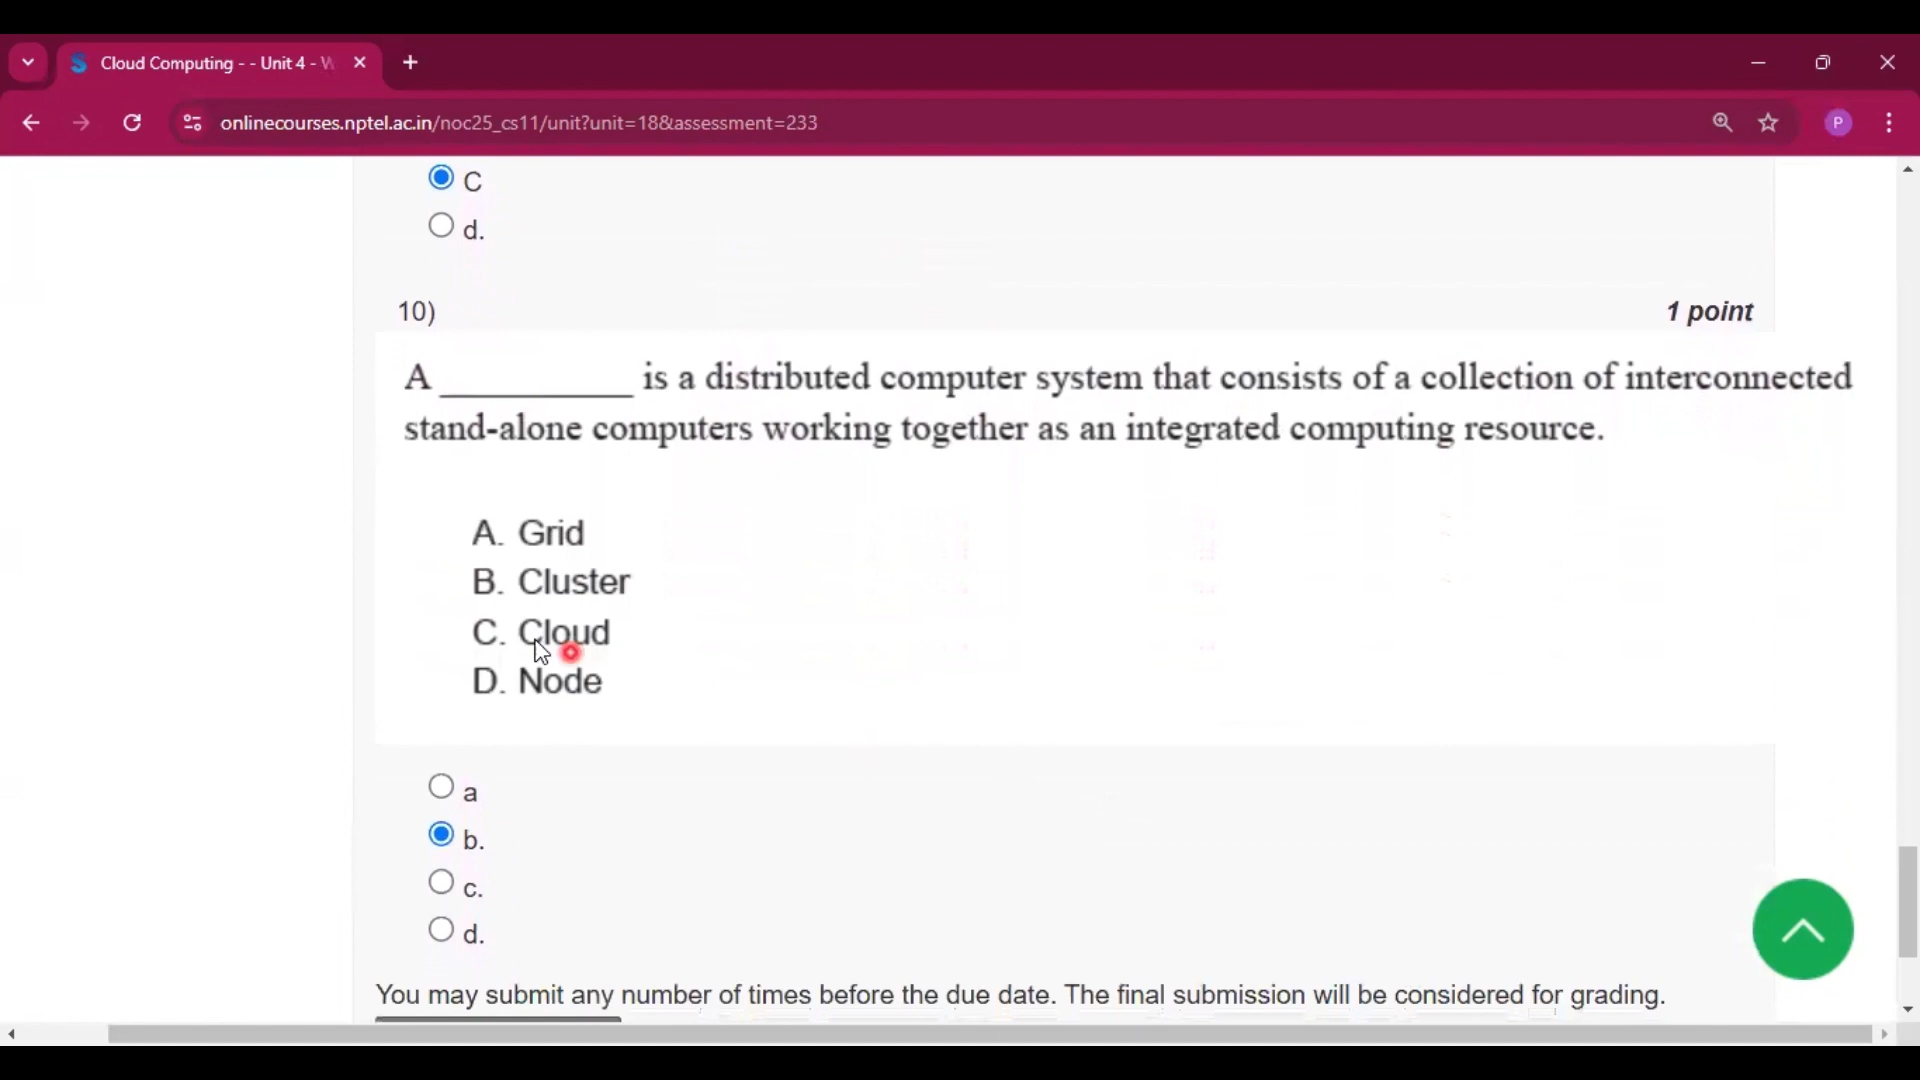 Cloud Computing - - Unit 4 - W
onlinecourses.nptel.ac.in/noc25_cs11/unit?unit=18&assessment=233
P
C
d.
10)
1 point
A __________ is a distributed computer system that consists of a collection of interconnected
stand-alone computers working together as an integrated computing resource.
A. Grid
B. Cluster
C. Cloud
D. Node
a
b.
c.
d.
You may submit any number of times before the due date. The final submission will be considered for grading.